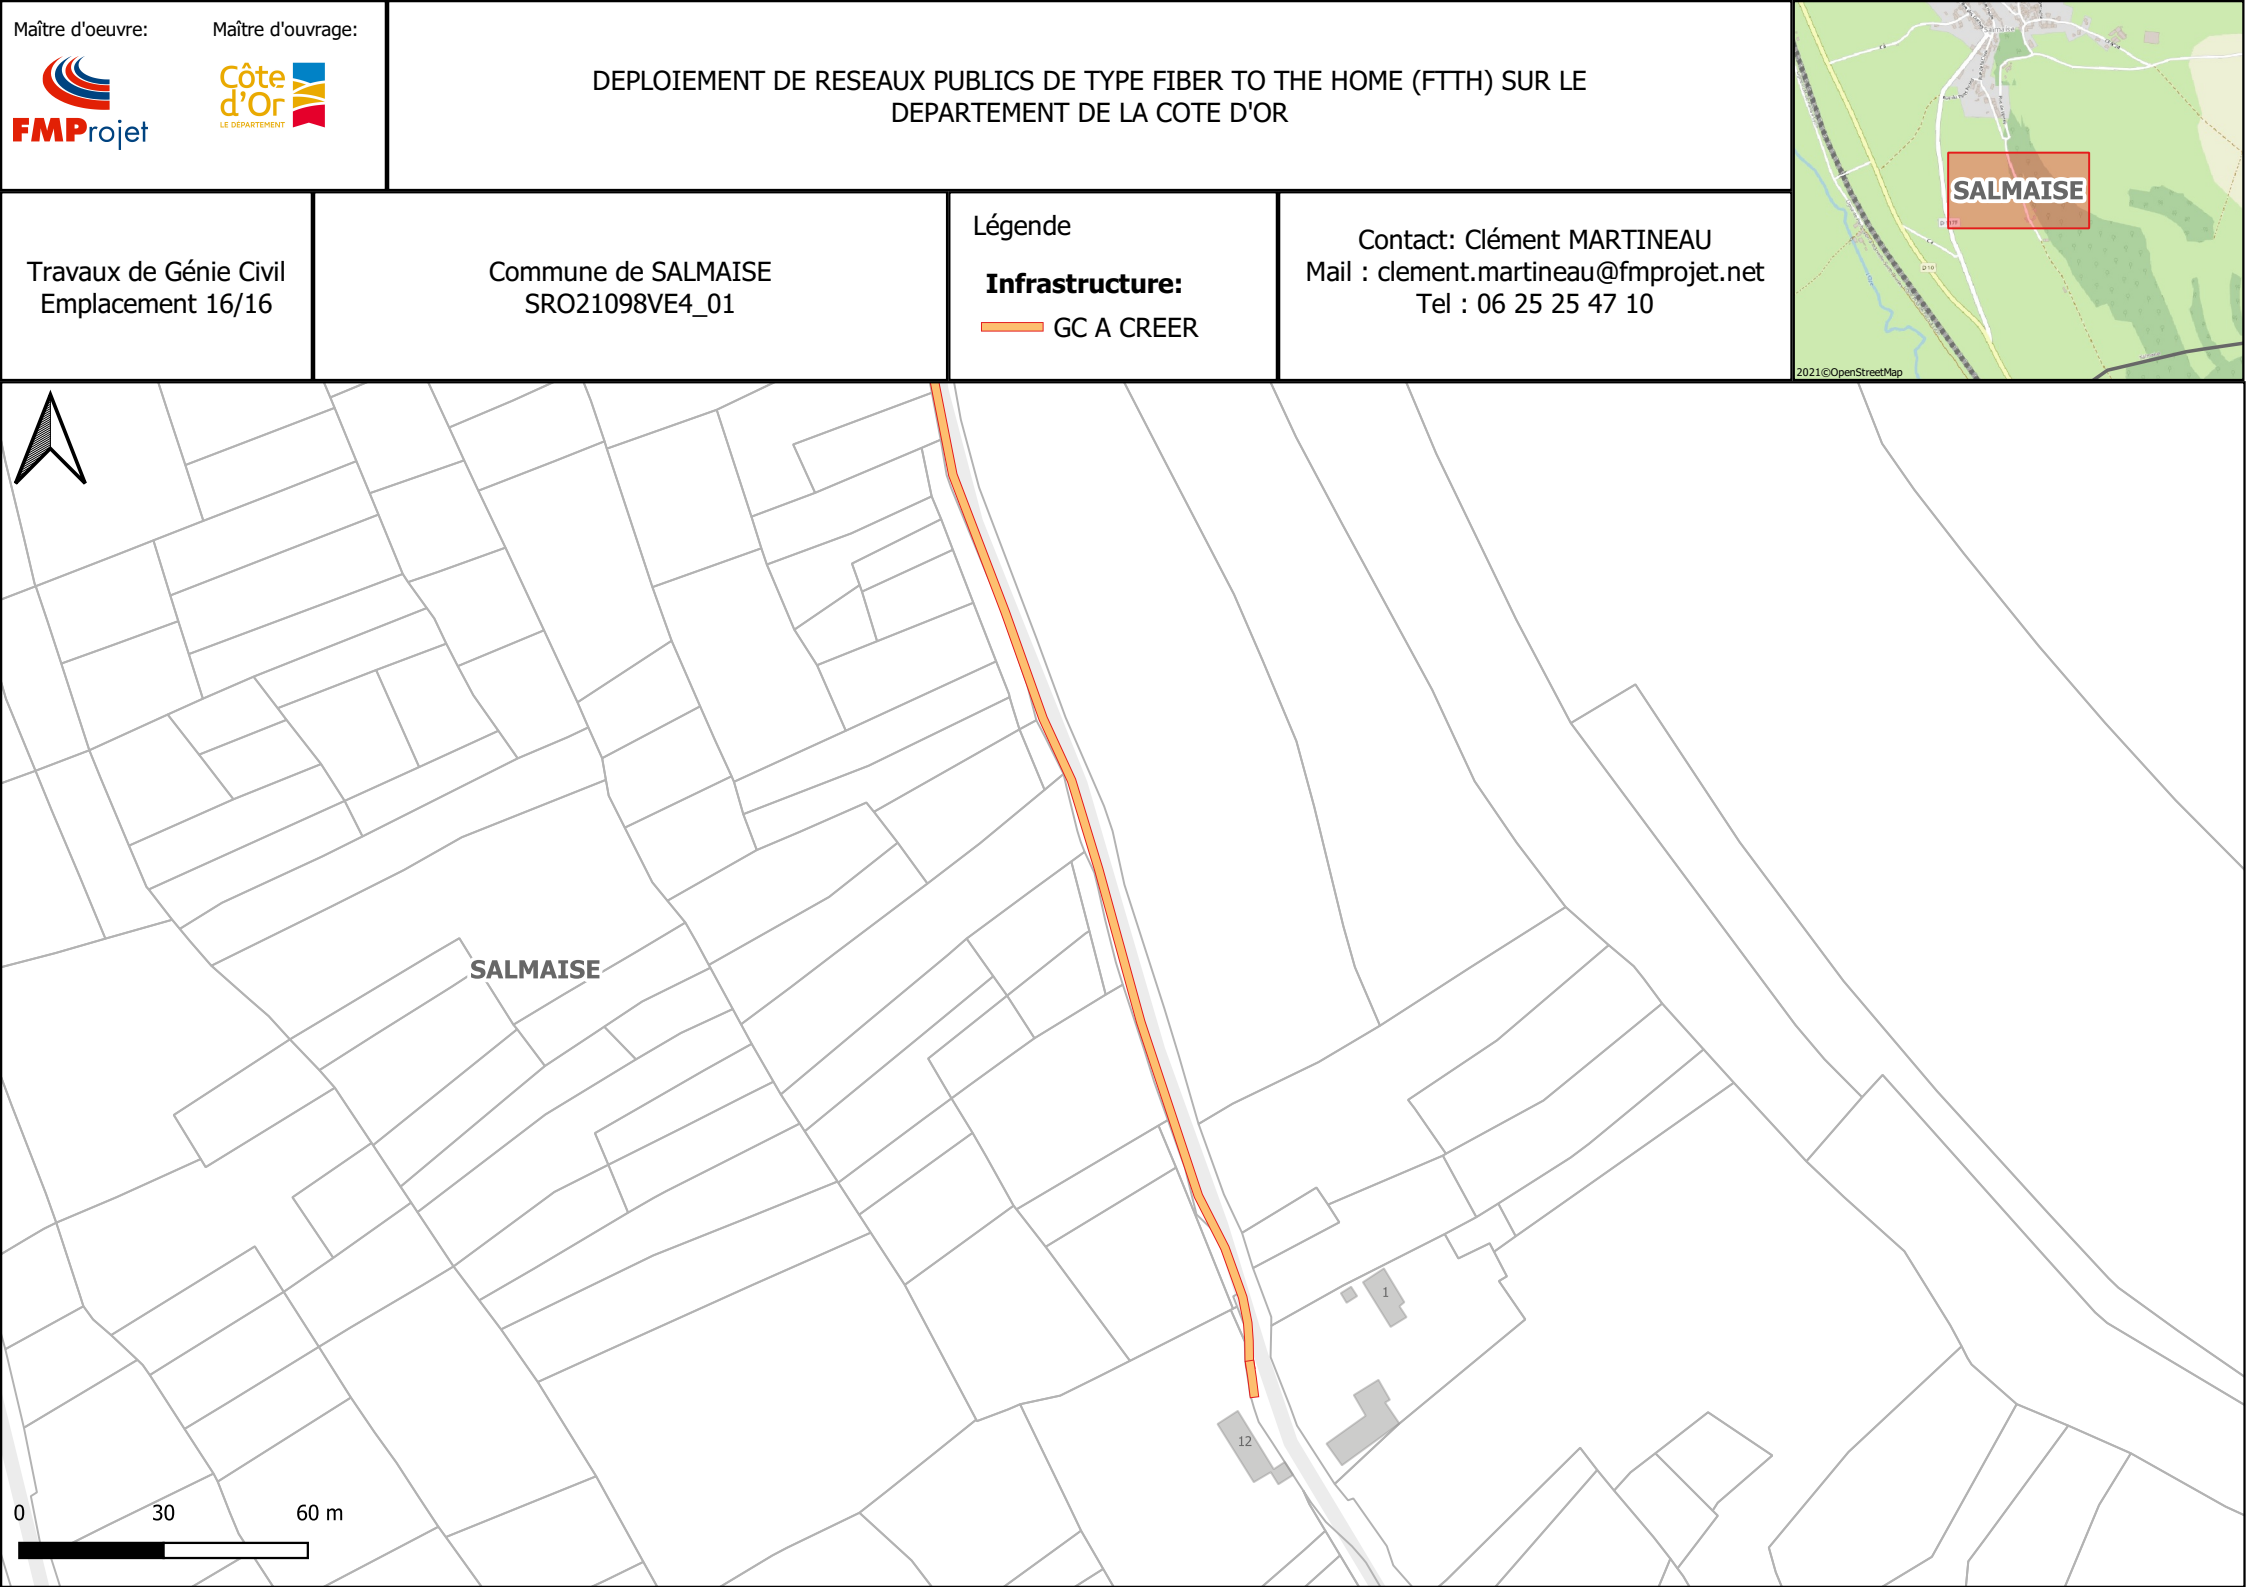 Maître d'oeuvre:
Maître d'ouvrage:
FMProjet
Côte
d'Or
LE DÉPARTEMENT
DEPLOIEMENT DE RESEAUX PUBLICS DE TYPE FIBER TO THE HOME (FTTH) SUR LE
DEPARTEMENT DE LA COTE D'OR
Travaux de Génie Civil
Emplacement 16/16
Commune de SALMAISE
SRO21098VE4_01
Légende
Infrastructure:
GC A CREER
Contact: Clément MARTINEAU
Mail : clement.martineau@fmprojet.net
Tel : 06 25 25 47 10
Salmaise
SALMAISE
D 10
2021©OpenStreetMap
SALMAISE
1
12
0 30 60 m